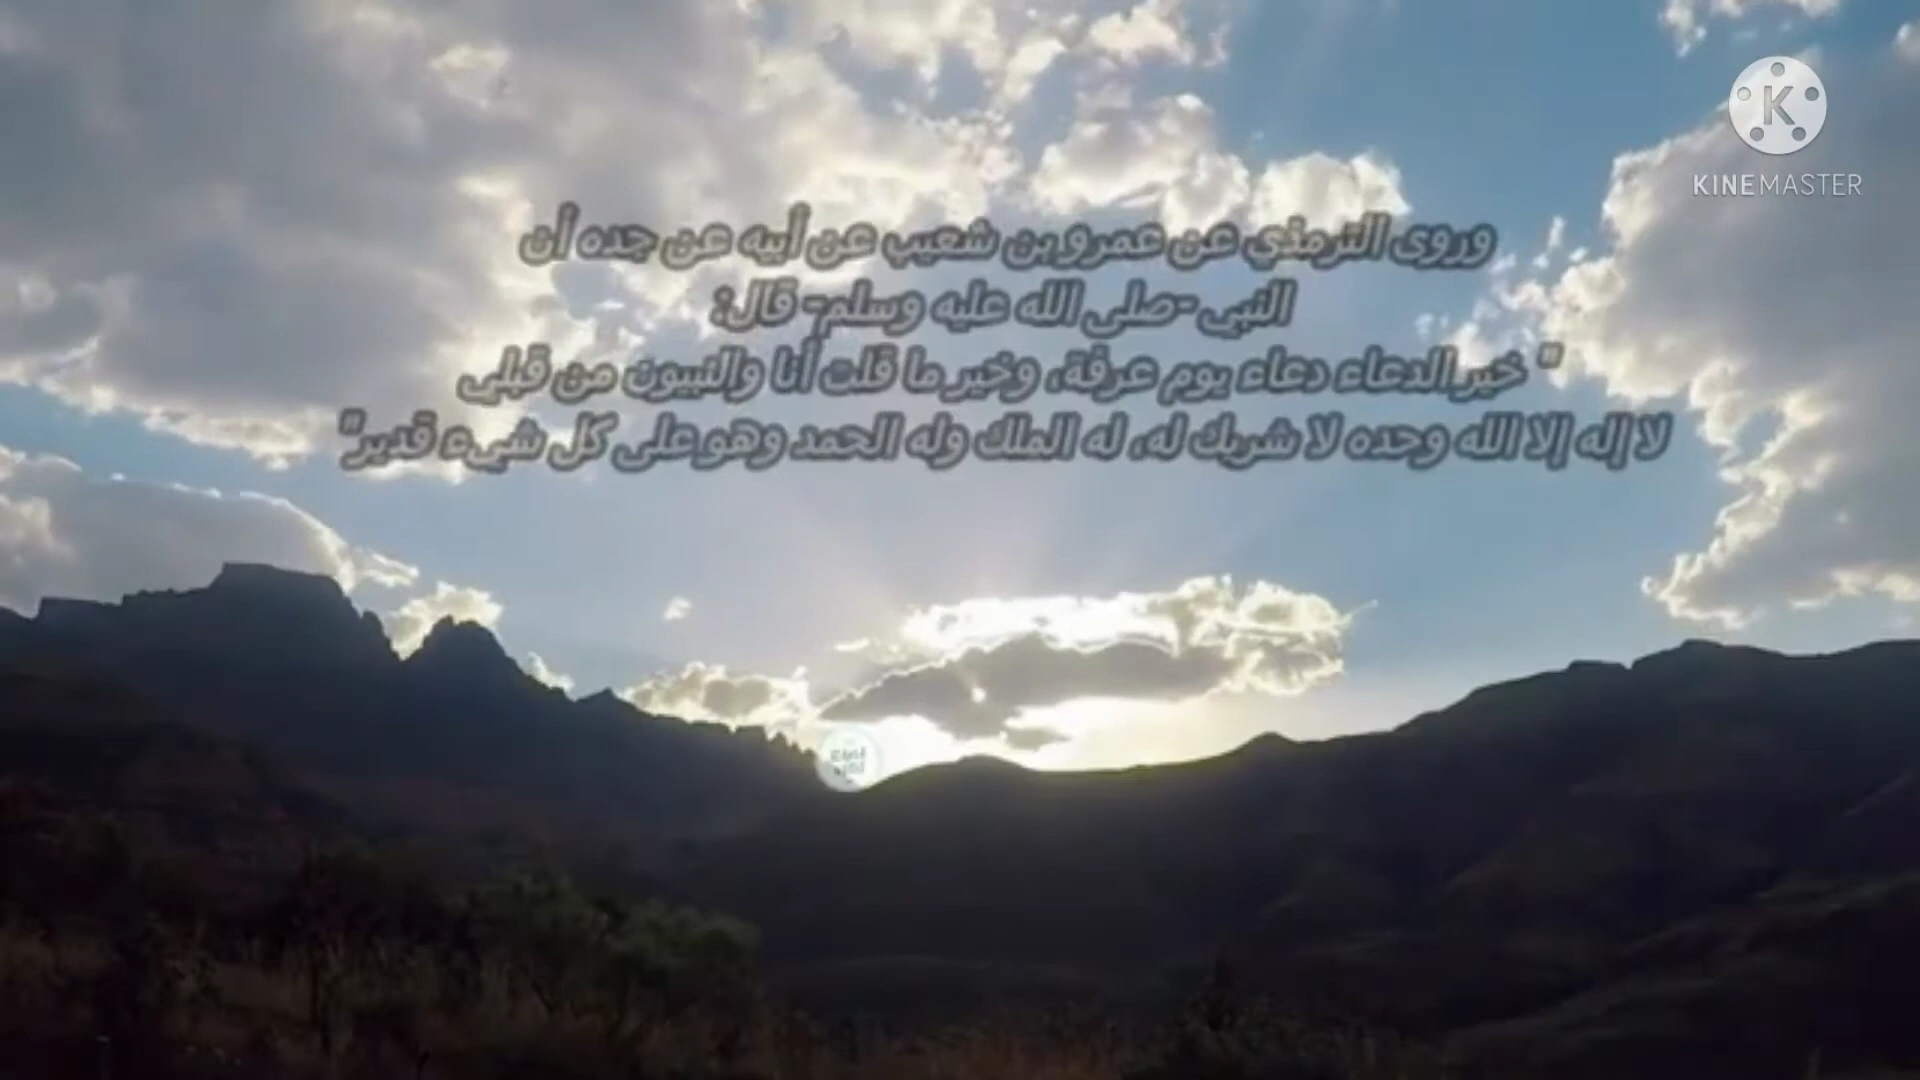 KINEMASTER
وروى الترمذي عن عمرو بن شعيب عن أبيه عن جده أن
النبي -صلى الله عليه وسلم- قال:
" خير الدعاء دعاء يوم عرفة، وخير ما قلت أنا والنبيون من قبلي
لا إله إلا الله وحده لا شريك له، له الملك وله الحمد وهو على كل شيء قدير"